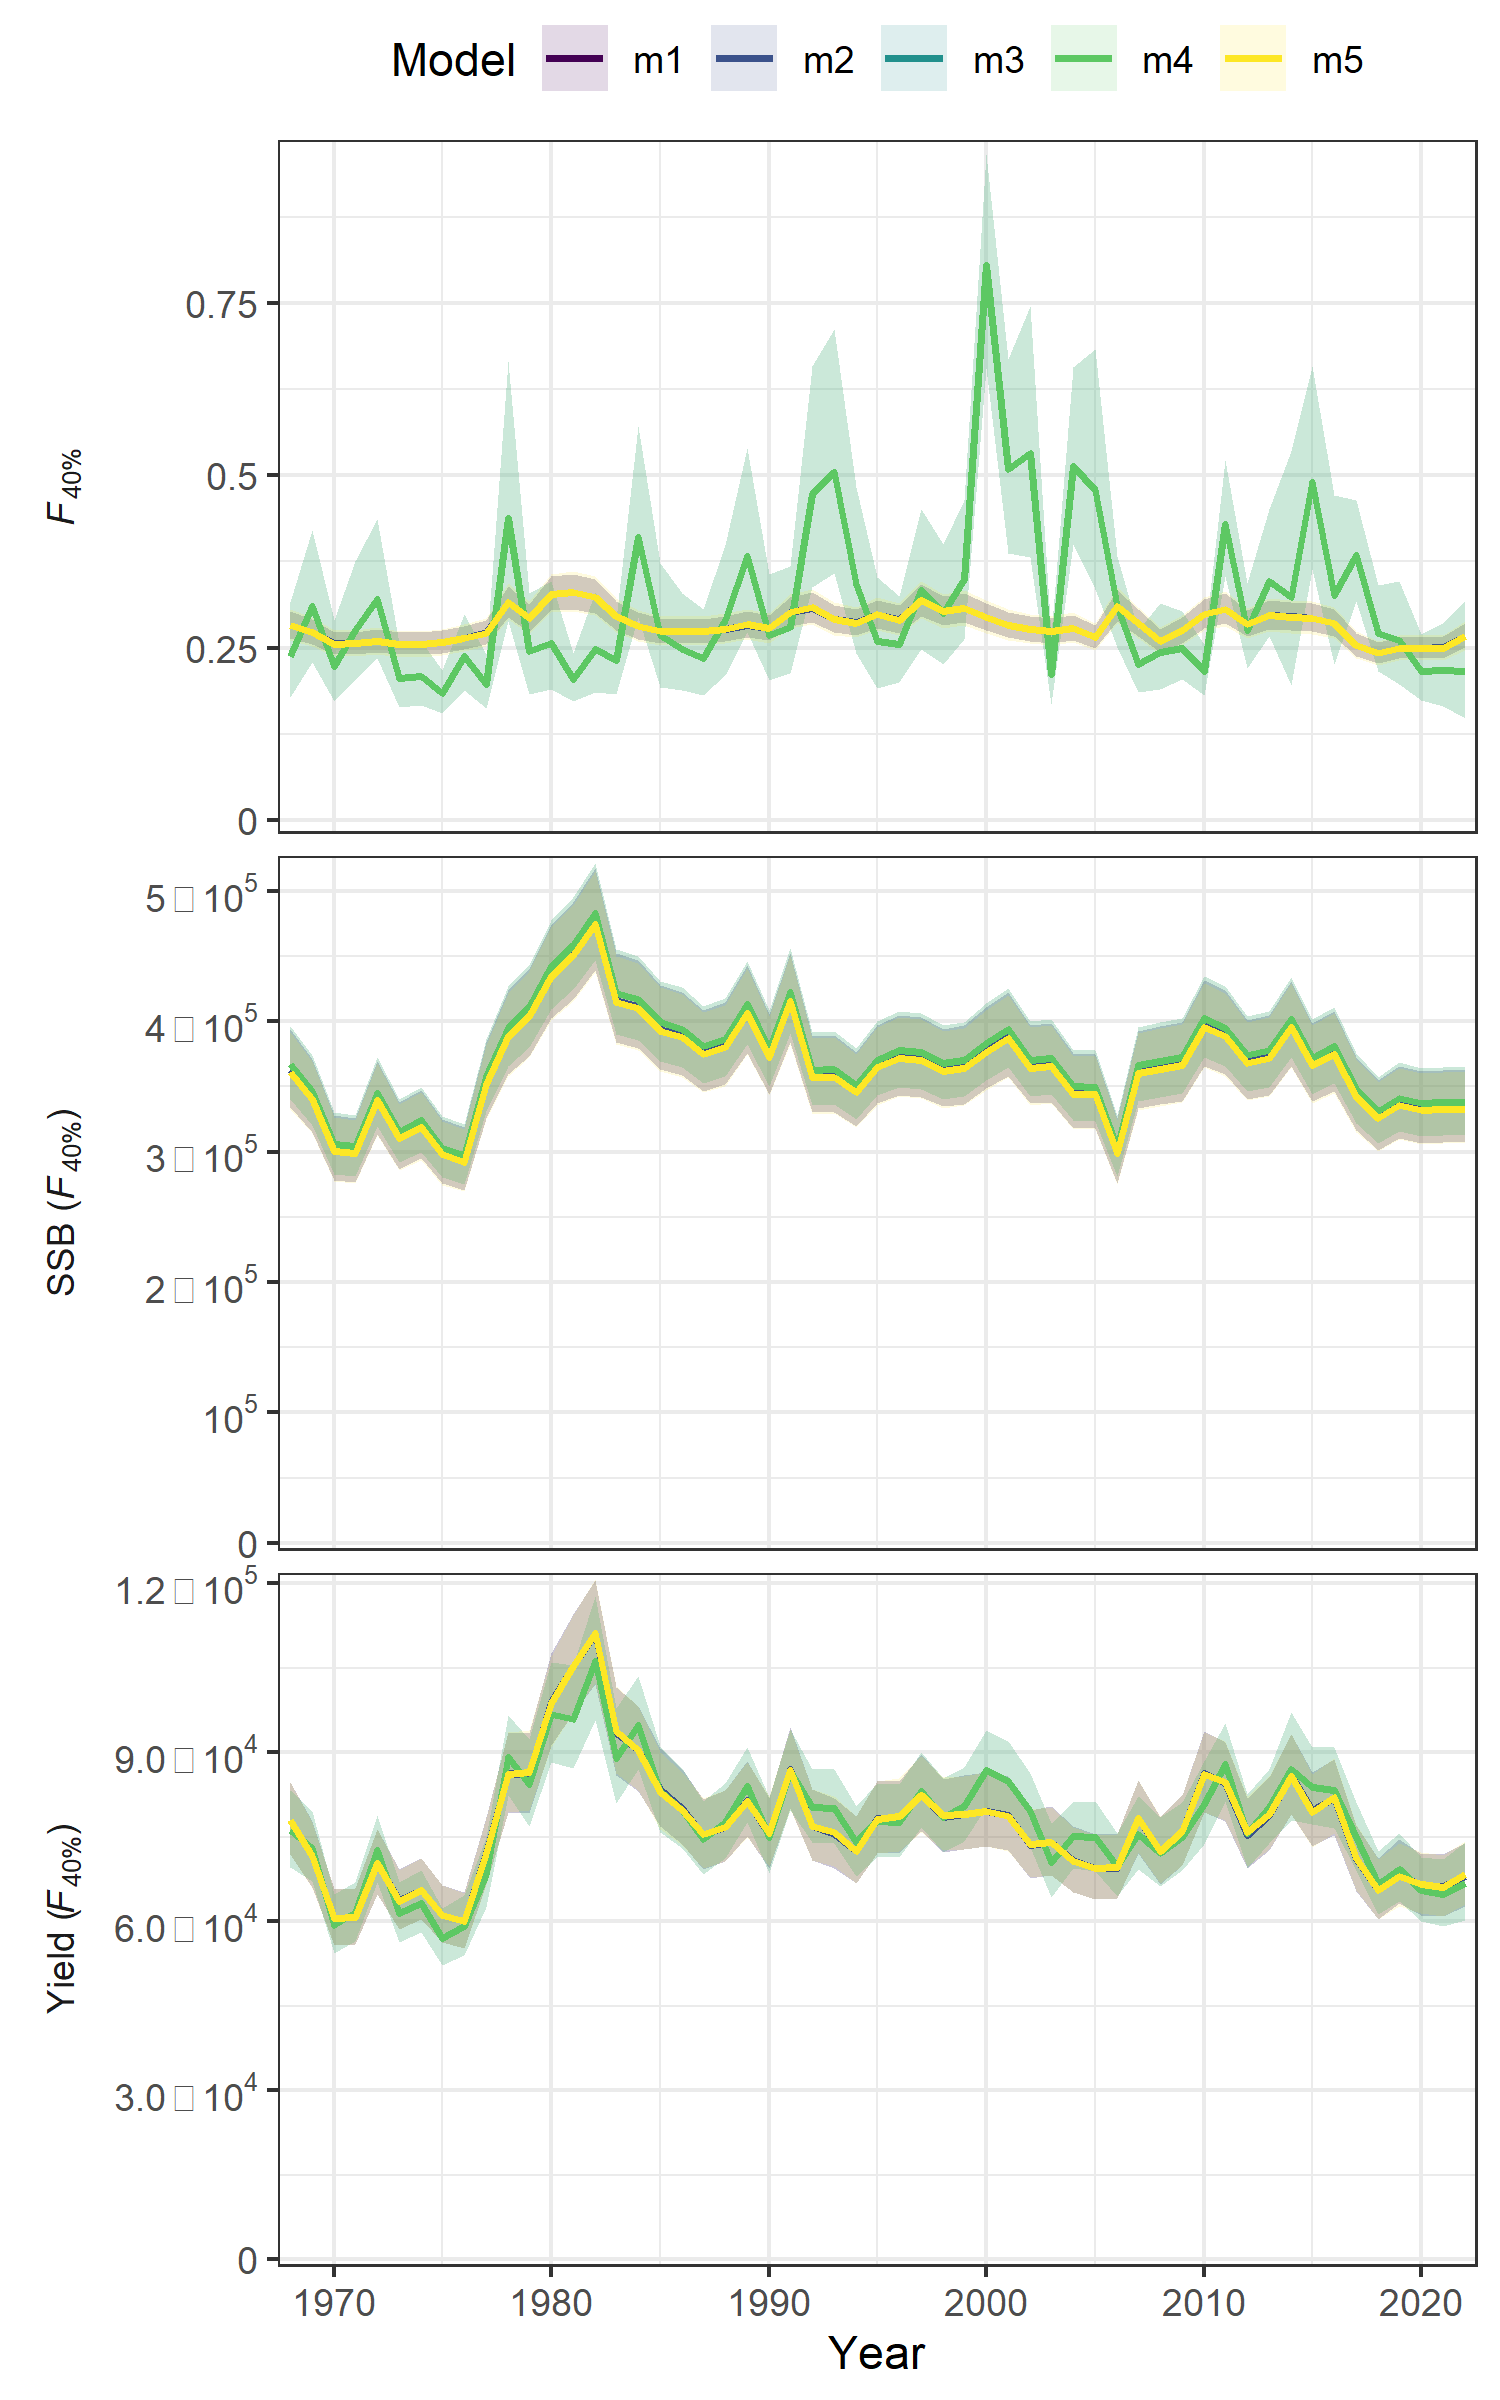 Model m1 m2 m3 m4 m5
F40%
0.75
0.5
0.25
0
SSB (F40%)
5 □ 10^5
4 □ 10^5
3 □ 10^5
2 □ 10^5
10^5
0
Yield (F40%)
1.2 □ 10^5
9.0 □ 10^4
6.0 □ 10^4
3.0 □ 10^4
0
1970 1980 1990 2000 2010 2020
Year